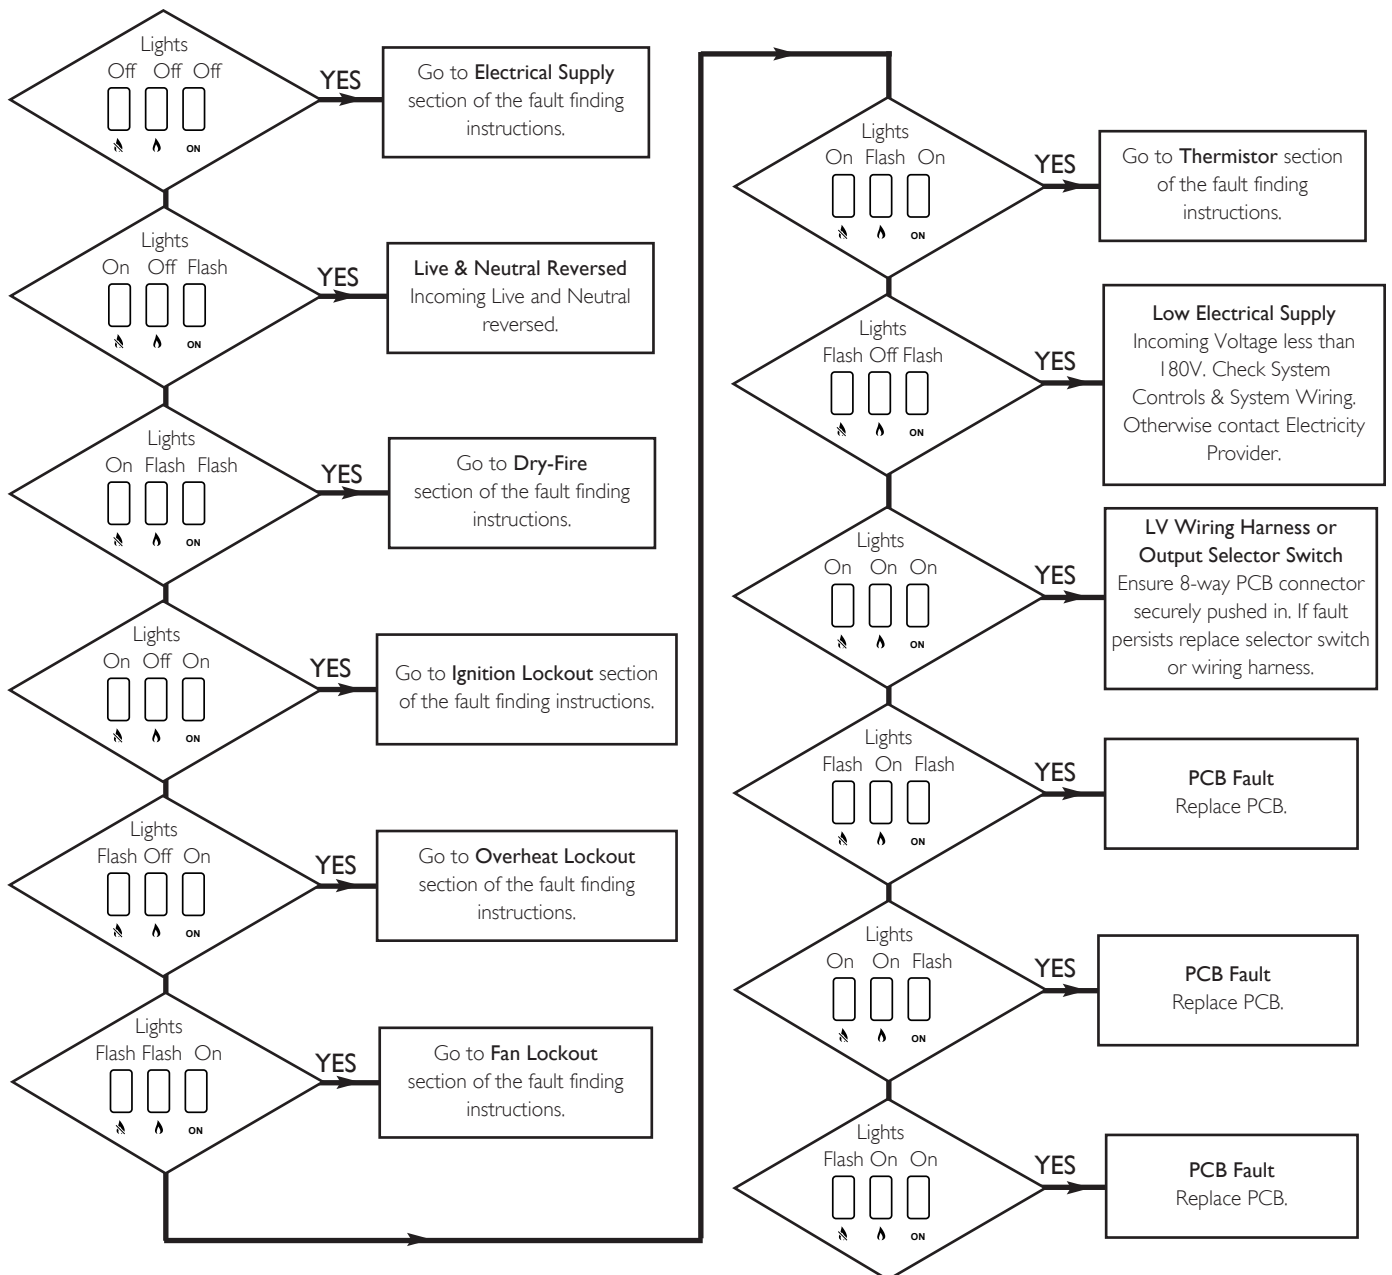 Lights
Off Off Off
ON
YES
Go to Electrical Supply
section of the fault finding
instructions.
Lights
On Off Flash
ON
YES
Live & Neutral Reversed
Incoming Live and Neutral
reversed.
Lights
On Flash Flash
ON
YES
Go to Dry-Fire
section of the fault finding
instructions.
Lights
On Off On
ON
YES
Go to Ignition Lockout section
of the fault finding instructions.
Lights
Flash Off On
ON
YES
Go to Overheat Lockout
section of the fault finding
instructions.
Lights
Flash Flash On
ON
YES
Go to Fan Lockout
section of the fault finding
instructions.
Lights
On Flash On
ON
YES
Go to Thermistor section
of the fault finding
instructions.
Lights
Flash Off Flash
ON
YES
Low Electrical Supply
Incoming Voltage less than
180V. Check System
Controls & System Wiring.
Otherwise contact Electricity
Provider.
Lights
On On On
ON
YES
LV Wiring Harness or
Output Selector Switch
Ensure 8-way PCB connector
securely pushed in. If fault
persists replace selector switch
or wiring harness.
Lights
Flash On Flash
ON
YES
PCB Fault
Replace PCB.
Lights
On On Flash
ON
YES
PCB Fault
Replace PCB.
Lights
Flash On On
ON
YES
PCB Fault
Replace PCB.